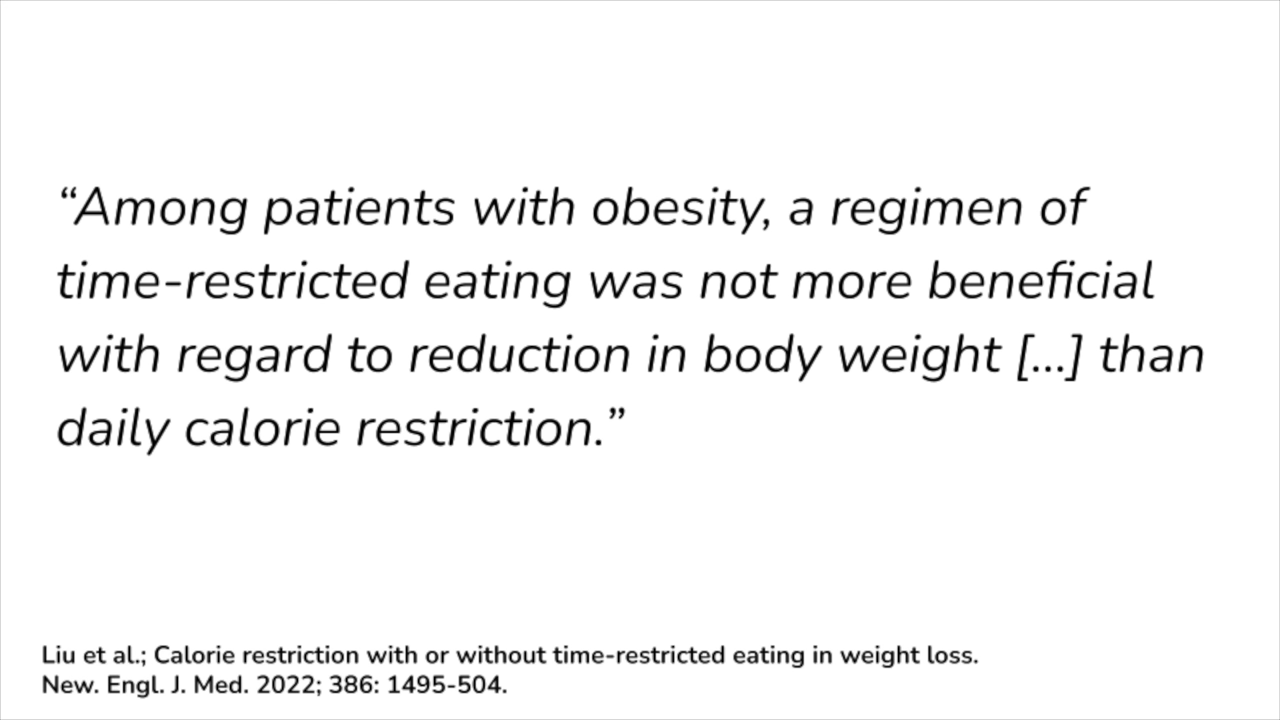 “Among patients with obesity, a regimen of
time-restricted eating was not more beneficial
with regard to reduction in body weight [...] than
daily calorie restriction.”
Liu et al.; Calorie restriction with or without time-restricted eating in weight loss.
New. Engl. J. Med. 2022; 386: 1495-504.